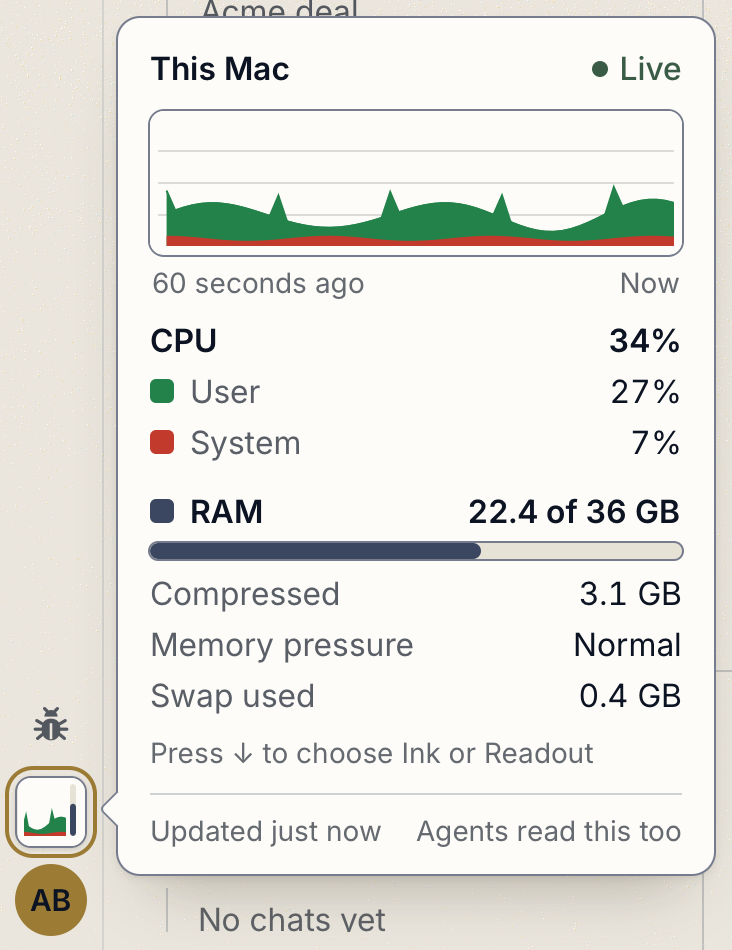 Acme deal
This Mac
Live
60 seconds ago Now
CPU 34%
User 27%
System 7%
RAM 22.4 of 36 GB
Compressed 3.1 GB
Memory pressure Normal
Swap used 0.4 GB
Press ↓ to choose Ink or Readout
Updated just now Agents read this too
AB
No chats yet